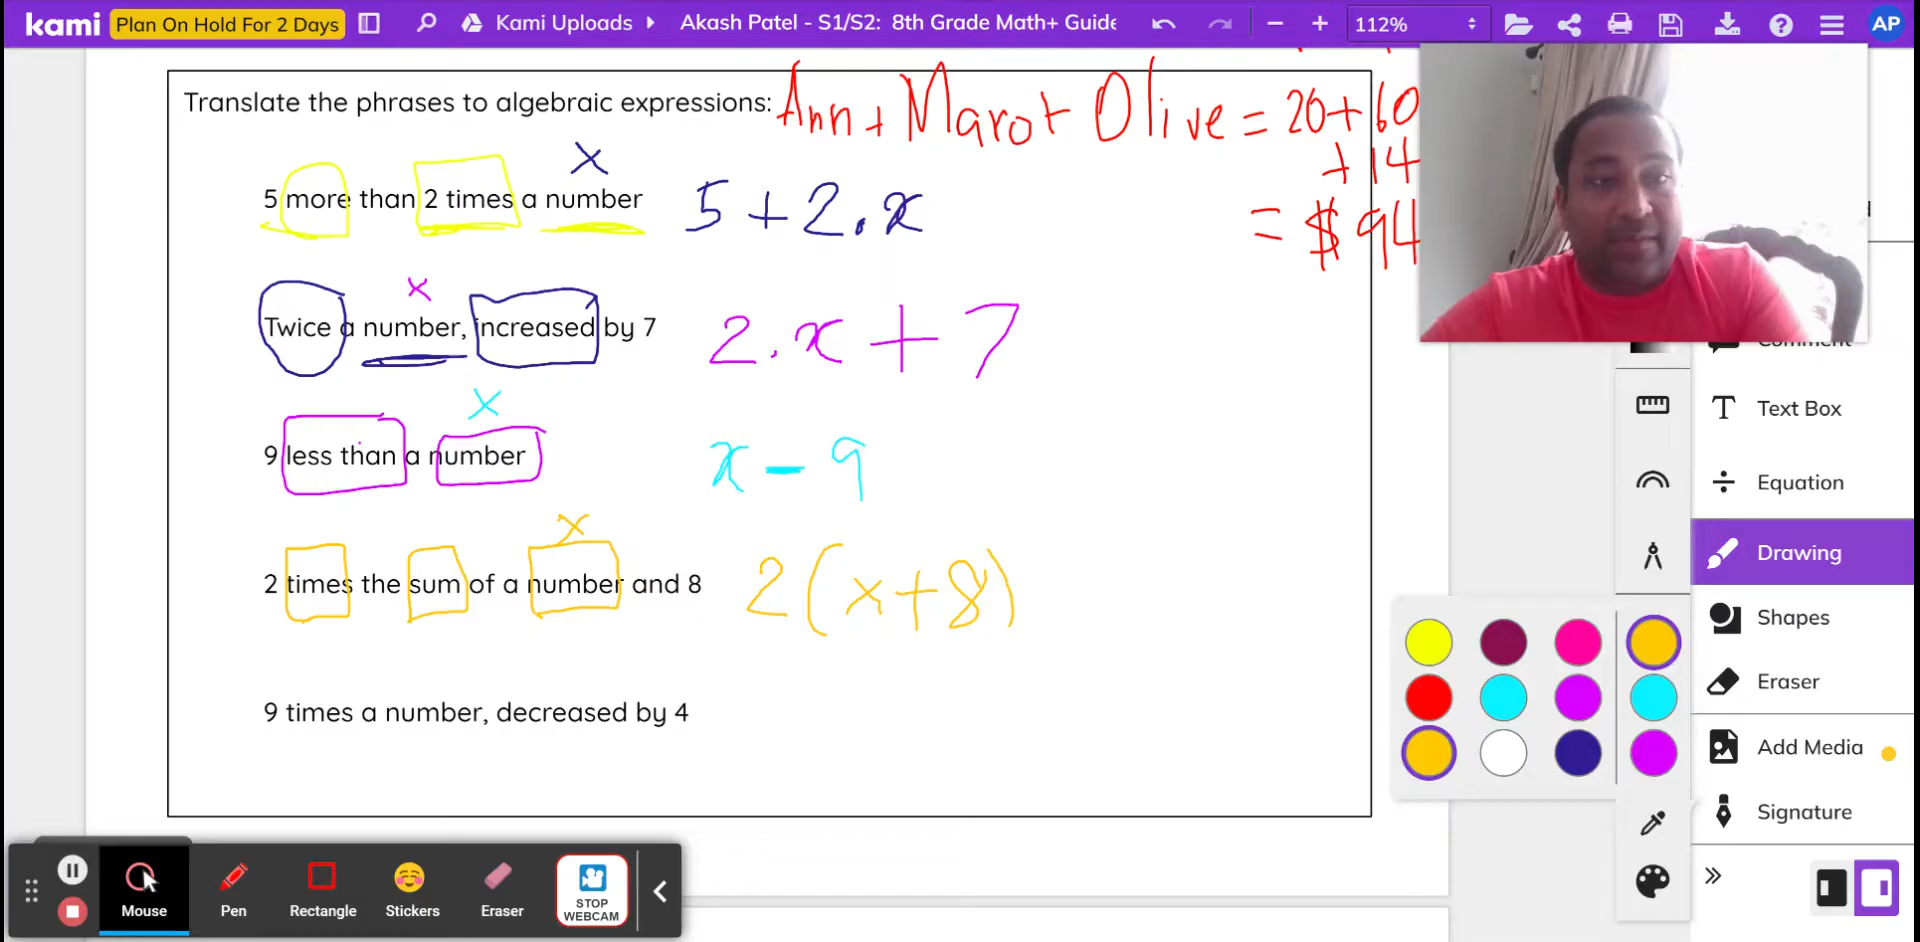 kami Plan On Hold For 2 Days Kami Uploads Akash Patel - S1/S2: 8th Grade Math+ Guide 112% AP
Translate the phrases to algebraic expressions: Ann + Maro + Olive = 20 + 60
+ 14
= $94
x
5 more than 2 times a number 5 + 2 . x
x
Twice a number, increased by 7 2 . x + 7
x
9 less than a number x - 9
x
2 times the sum of a number and 8 2 ( x + 8 )
9 times a number, decreased by 4
Comment
Text Box
Equation
Drawing
Shapes
Eraser
Add Media
Signature
Mouse Pen Rectangle Stickers Eraser STOP WEBCAM